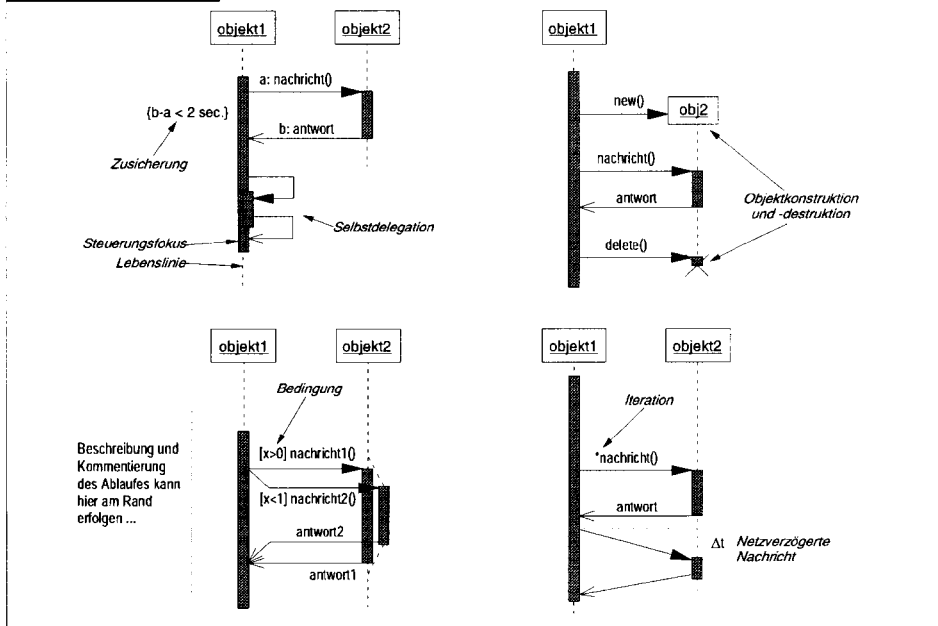 objekt1
objekt2
a: nachricht()
{b-a < 2 sec.}
b: antwort
Zusicherung
Selbstdelegation
Steuerungsfokus
Lebenslinie
objekt1
new()
obj2
nachricht()
antwort
Objektkonstruktion
und -destruktion
delete()
objekt1
objekt2
Bedingung
Beschreibung und
Kommentierung
des Ablaufes kann
hier am Rand
erfolgen ...
[x>0] nachricht1()
[x<1] nachricht2()
antwort2
antwort1
objekt1
objekt2
Iteration
*nachricht()
antwort
Δt Netzverzögerte
Nachricht